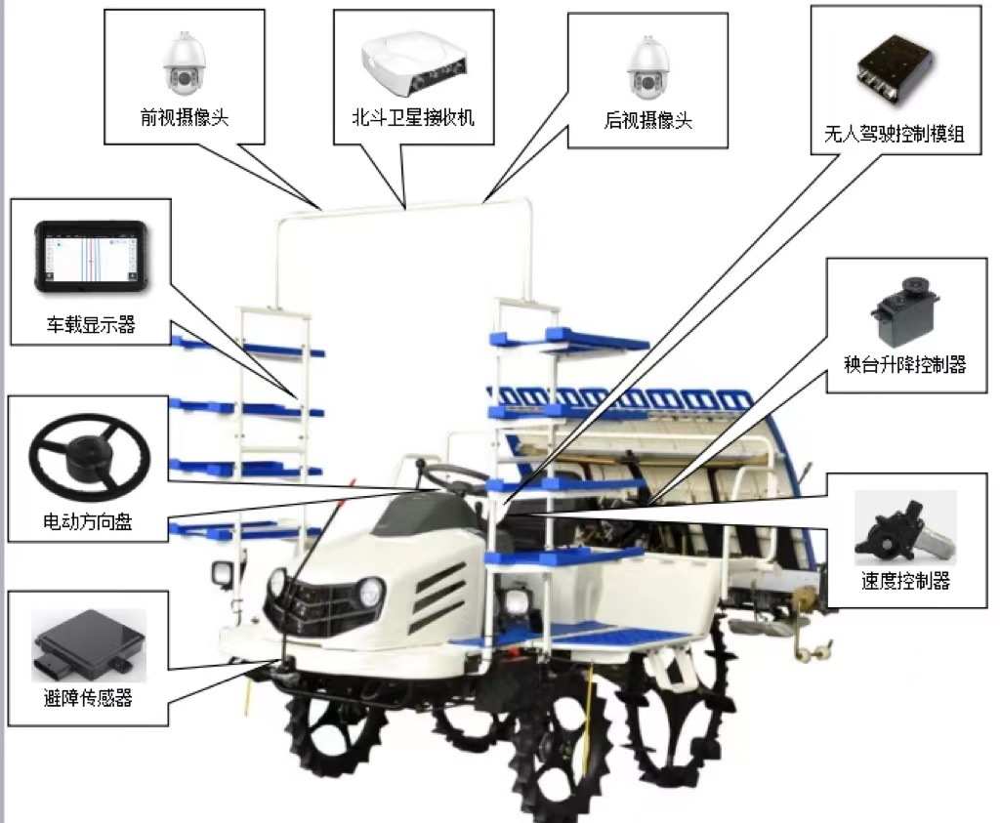 前视摄像头
北斗卫星接收机
后视摄像头
无人驾驶控制模组
车载显示器
秧台升降控制器
电动方向盘
速度控制器
避障传感器